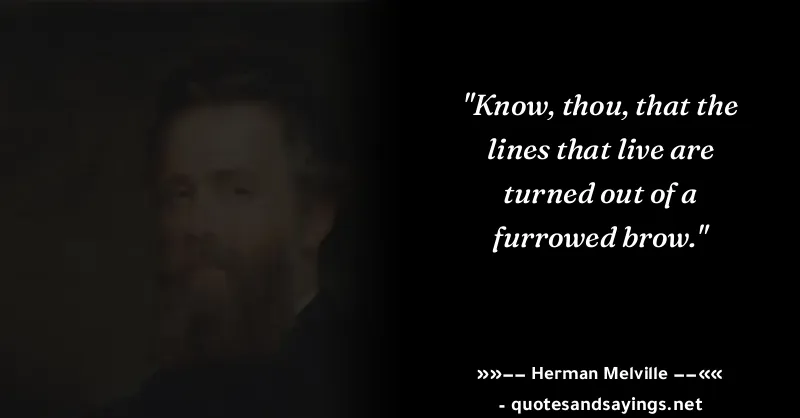 "Know, thou, that the
lines that live are
turned out of a
furrowed brow."
»»–– Herman Melville ––««
- quotesandsayings.net